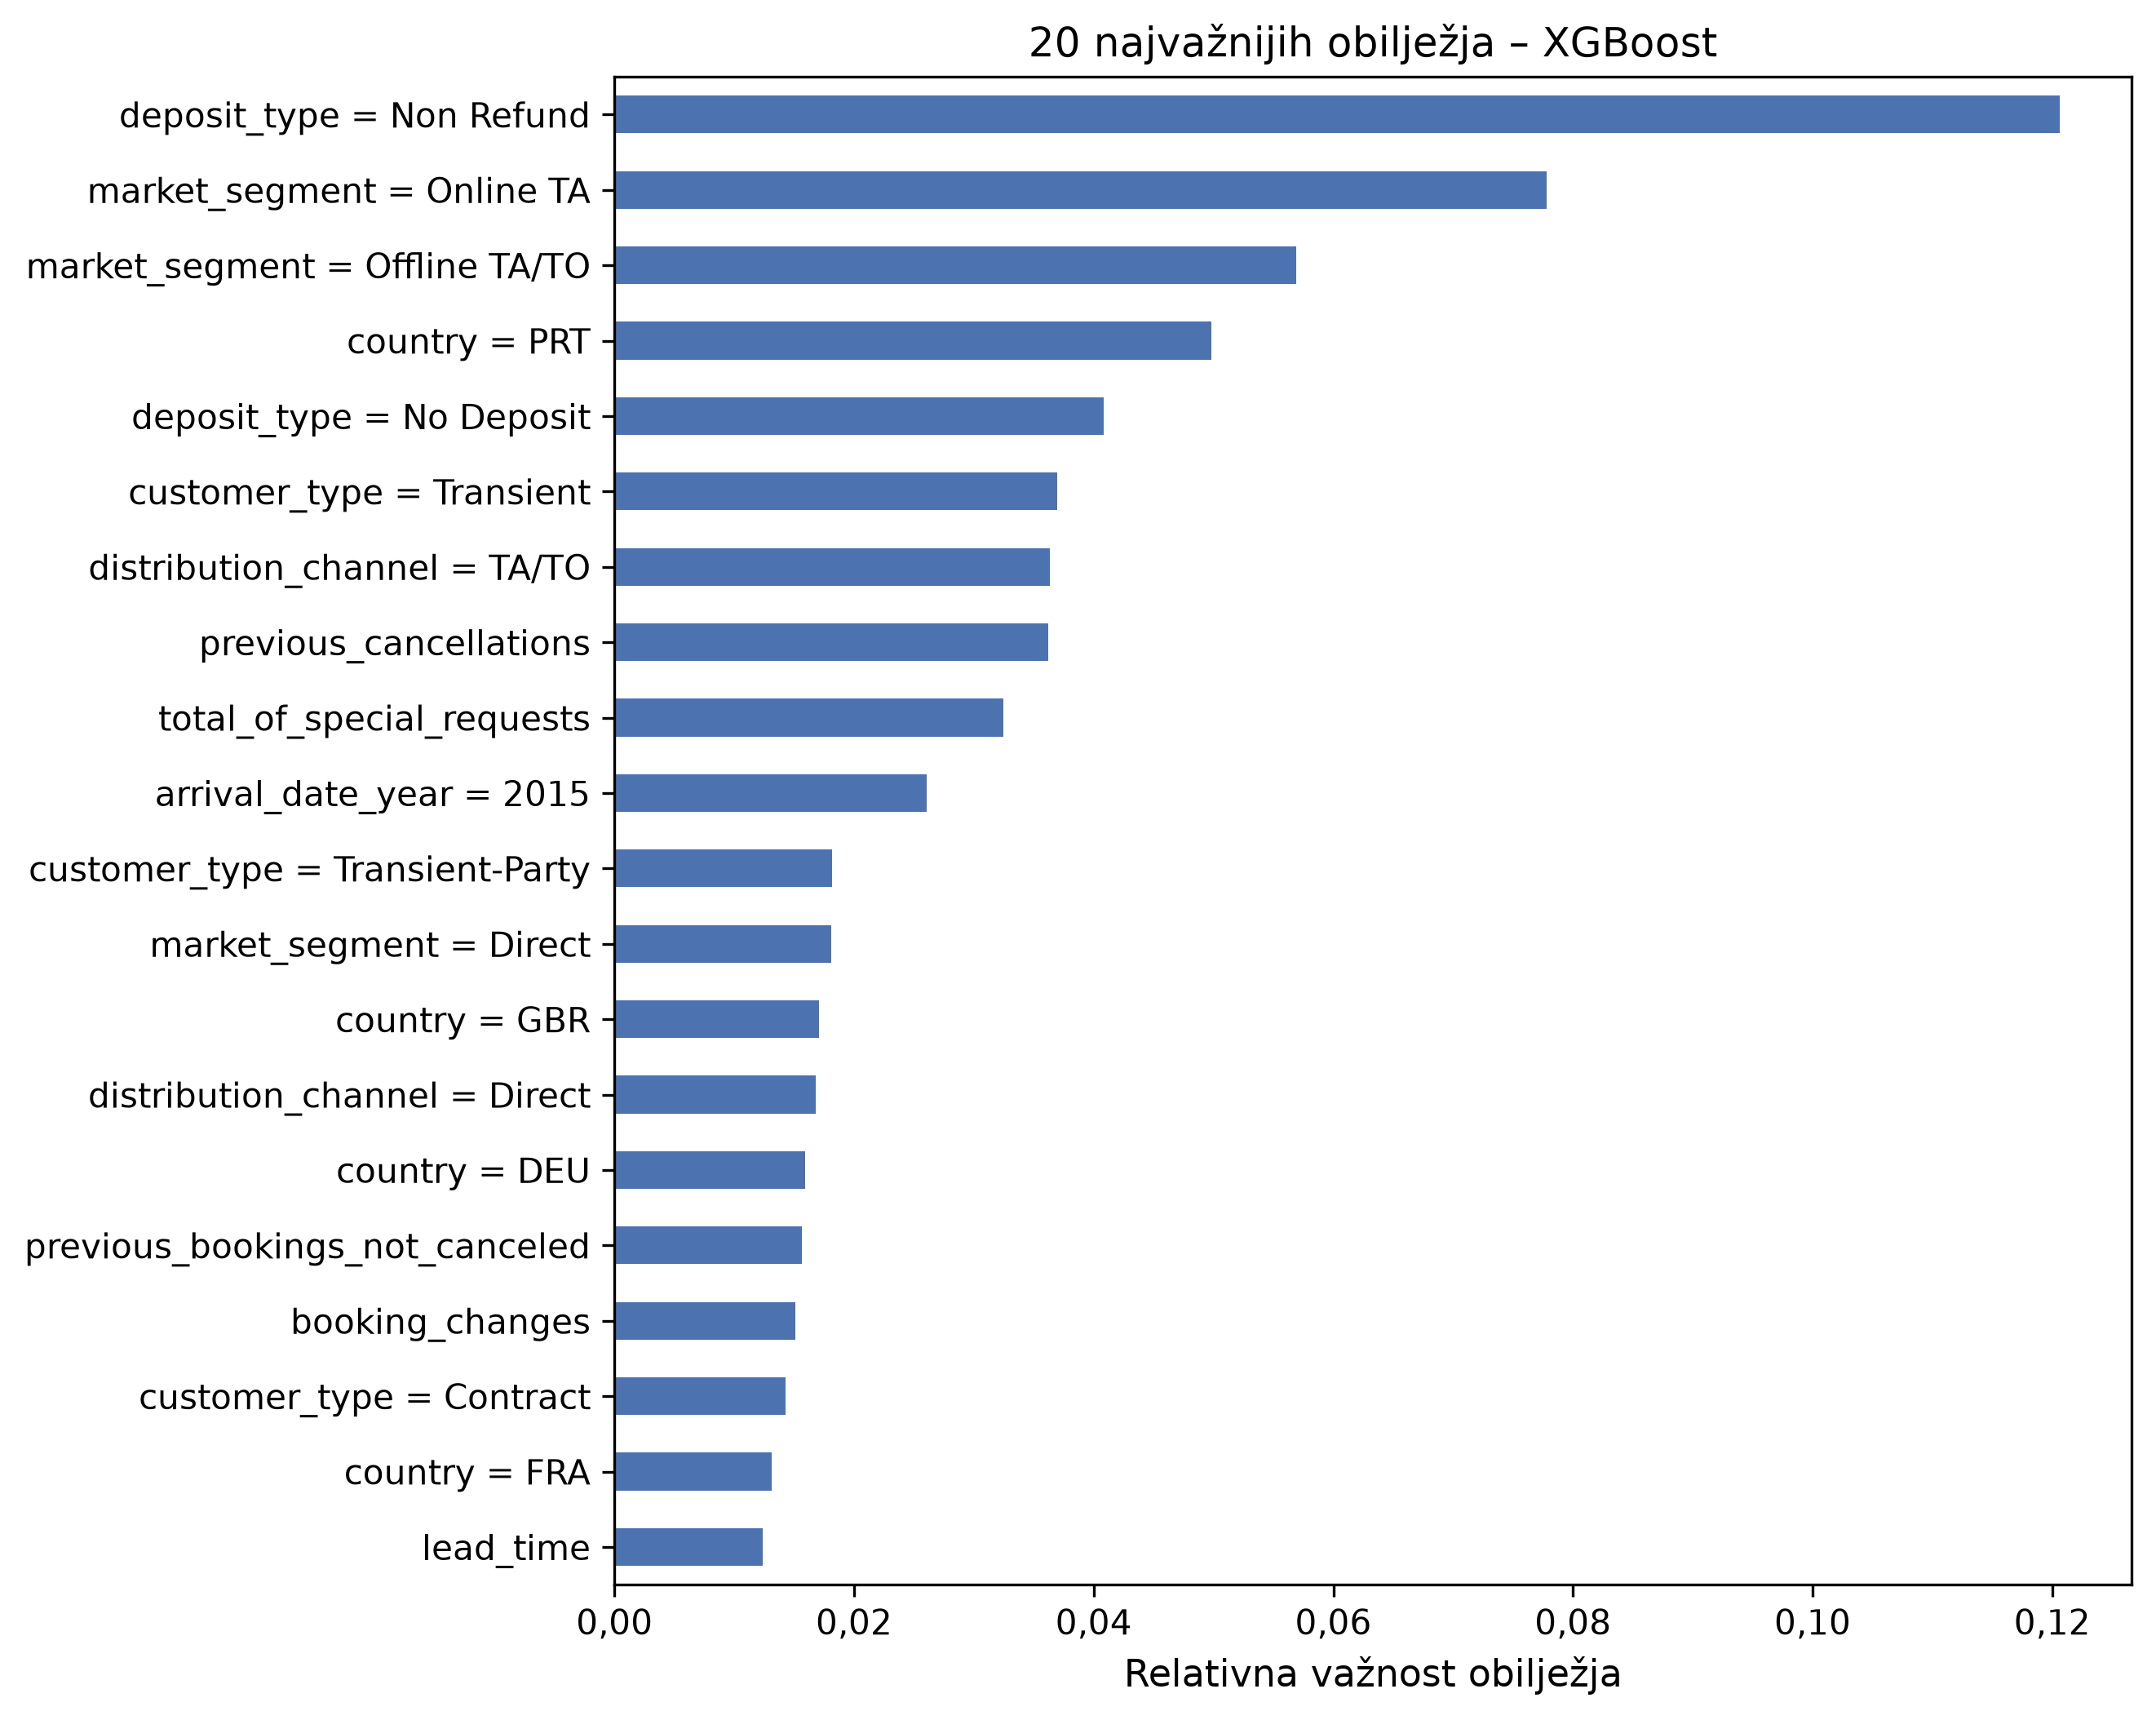 20 najvažnijih obilježja – XGBoost
deposit_type = Non Refund
market_segment = Online TA
market_segment = Offline TA/TO
country = PRT
deposit_type = No Deposit
customer_type = Transient
distribution_channel = TA/TO
previous_cancellations
total_of_special_requests
arrival_date_year = 2015
customer_type = Transient-Party
market_segment = Direct
country = GBR
distribution_channel = Direct
country = DEU
previous_bookings_not_canceled
booking_changes
customer_type = Contract
country = FRA
lead_time
0,00 0,02 0,04 0,06 0,08 0,10 0,12
Relativna važnost obilježja